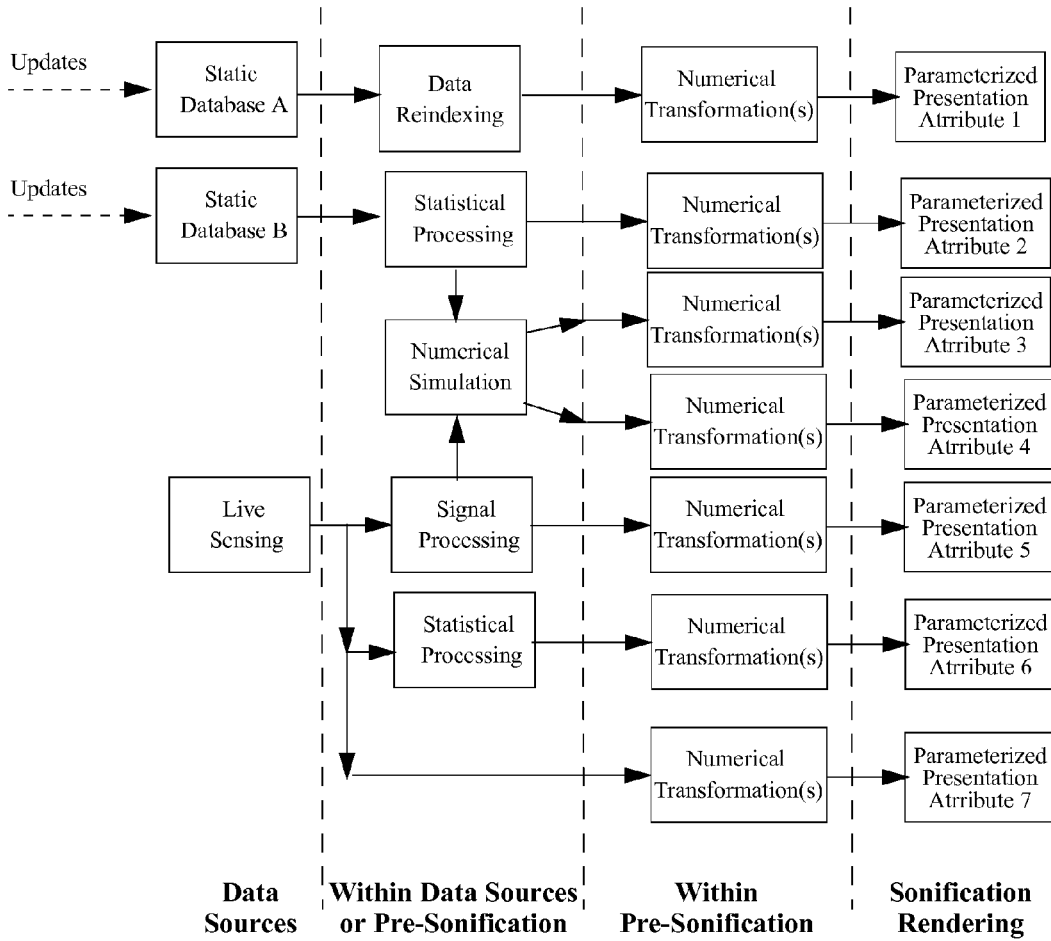 Updates
Static
Database A
Data
Reindexing
Numerical
Transformation(s)
Parameterized
Presentation
Atrribute 1
Updates
Static
Database B
Statistical
Processing
Numerical
Transformation(s)
Parameterized
Presentation
Atrribute 2
Numerical
Simulation
Numerical
Transformation(s)
Parameterized
Presentation
Atrribute 3
Numerical
Transformation(s)
Parameterized
Presentation
Atrribute 4
Live
Sensing
Signal
Processing
Numerical
Transformation(s)
Parameterized
Presentation
Atrribute 5
Statistical
Processing
Numerical
Transformation(s)
Parameterized
Presentation
Atrribute 6
Numerical
Transformation(s)
Parameterized
Presentation
Atrribute 7
Data
Sources
Within Data Sources
or Pre-Sonification
Within
Pre-Sonification
Sonification
Rendering